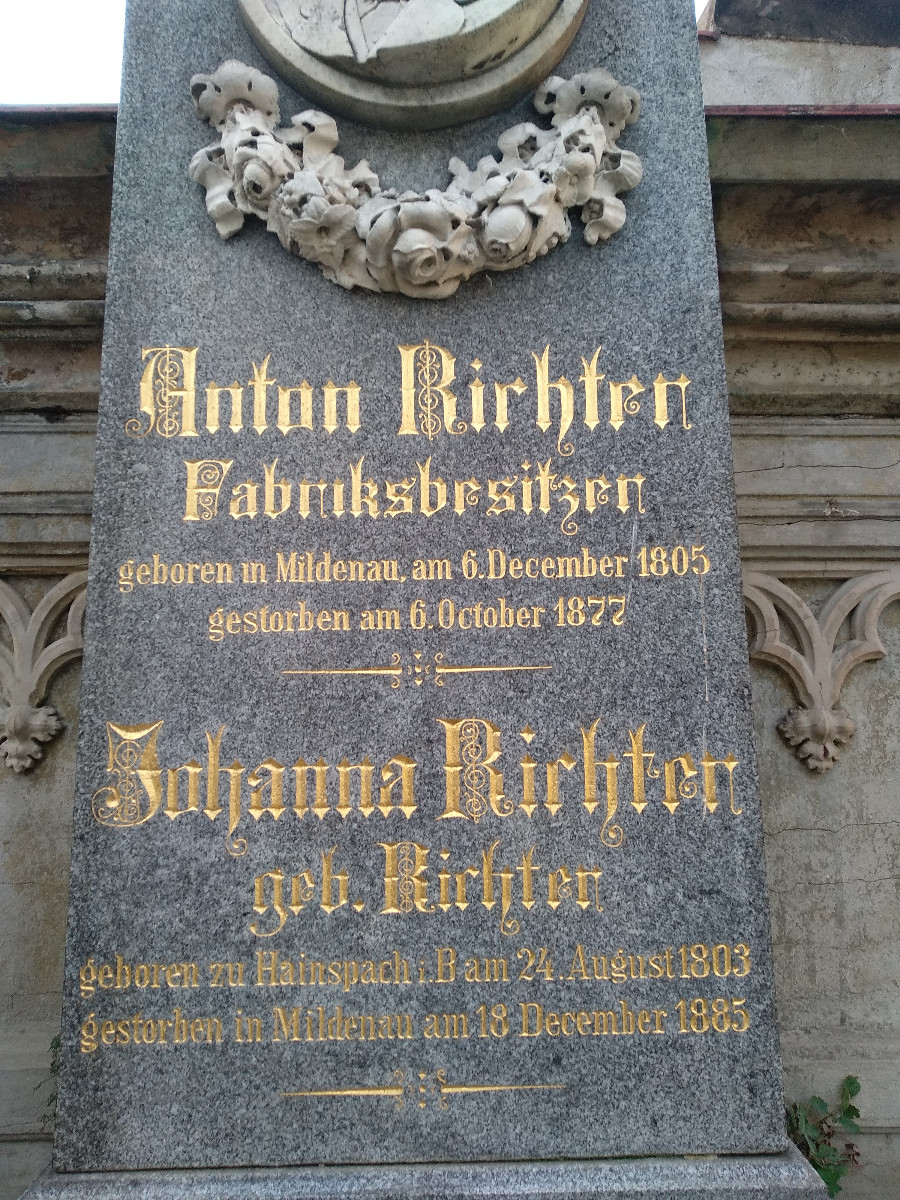 Anton Richter
Fabriksbesitzer
geboren in Mildenau, am 6. December 1805
gestorben am 6. October 1877
Johanna Richter
geb. Richter
geboren zu Hainspach i. B am 24. August 1803
gestorben in Mildenau am 18 December 1885